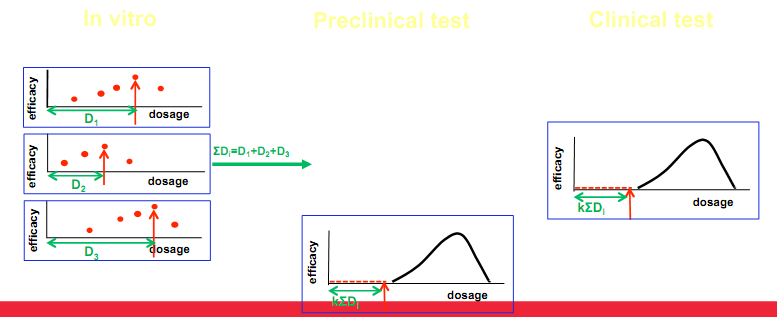 In vitro
Preclinical test
Clinical test
efficacy
D1
dosage
efficacy
D2
dosage
efficacy
D3
dosage
ΣDi=D1+D2+D3
efficacy
kΣDi
dosage
efficacy
kΣDi
dosage